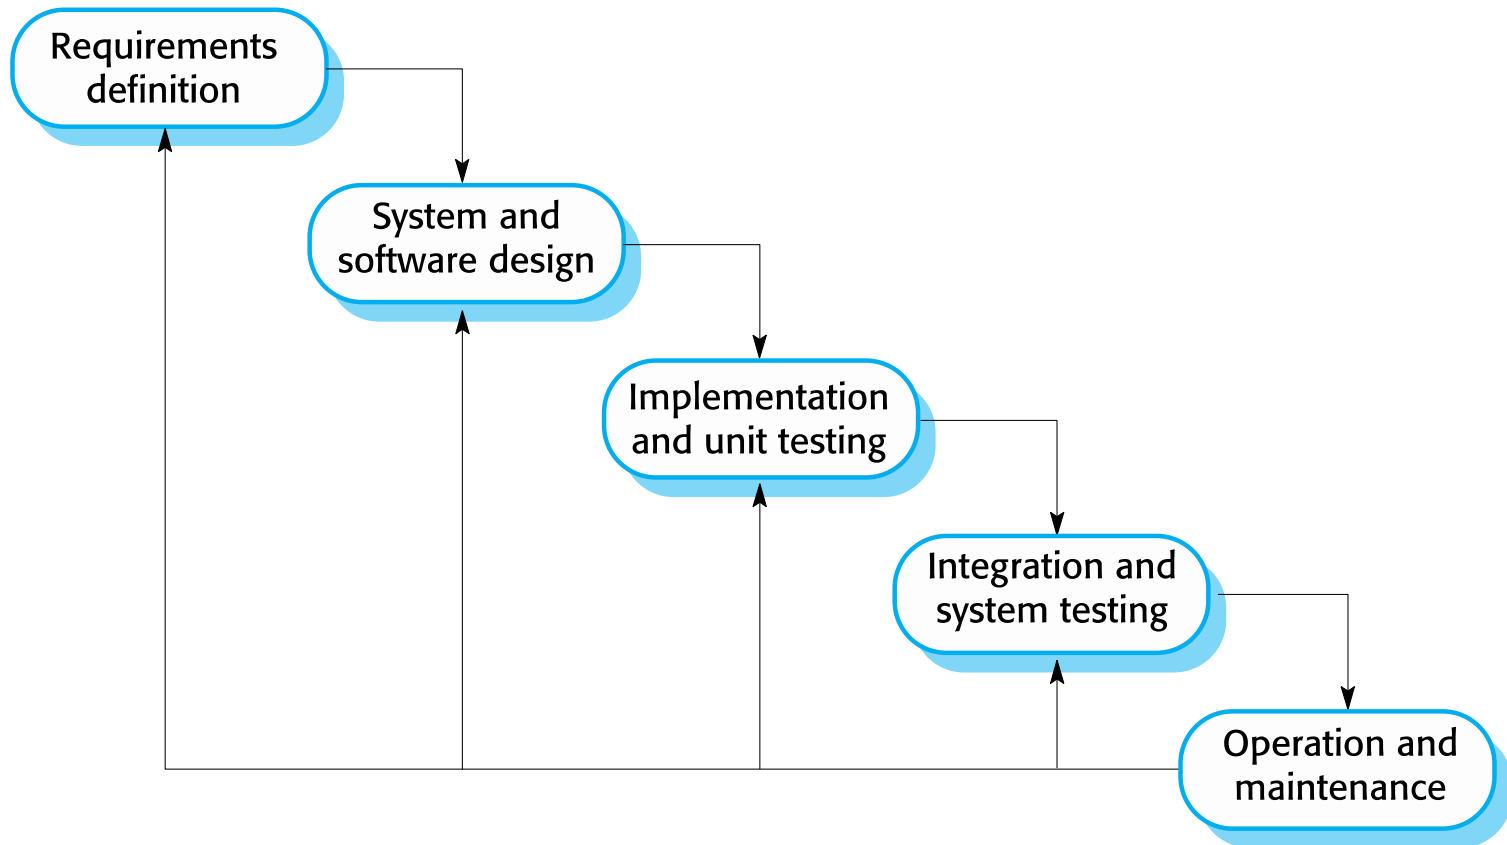 Requirements
definition
System and
software design
Implementation
and unit testing
Integration and
system testing
Operation and
maintenance